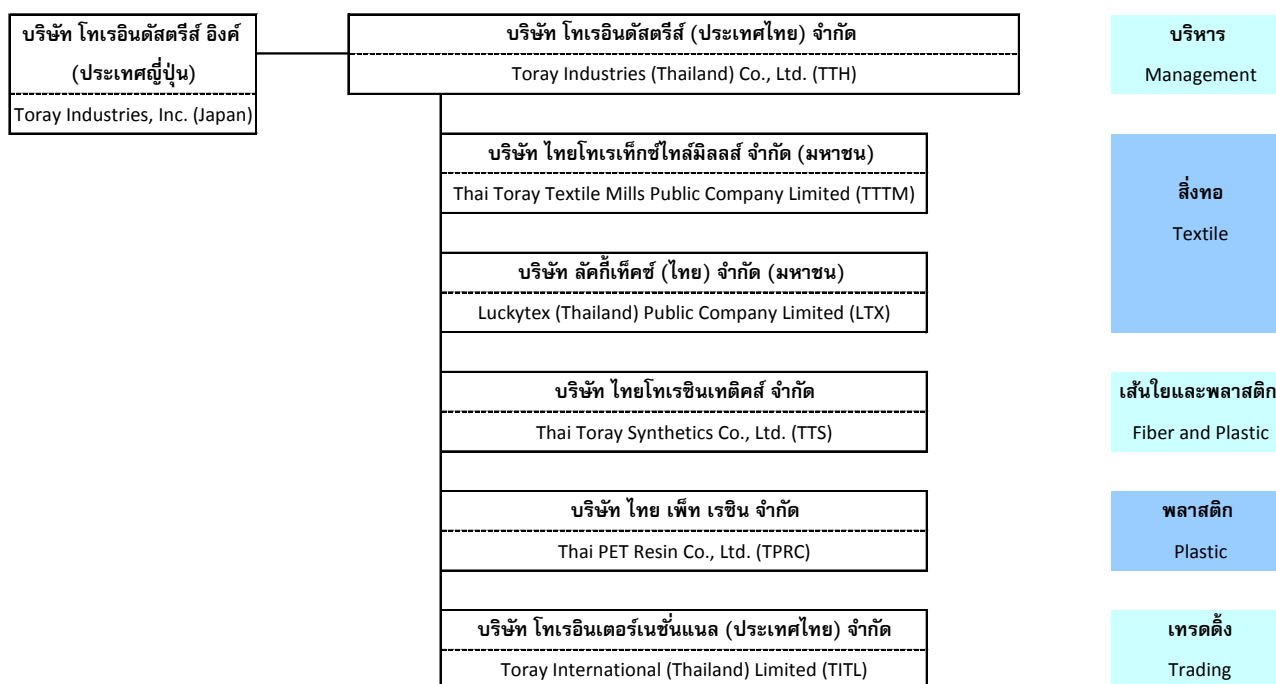 บริษัท โทเรอินดัสตรีส์ อิงค์
(ประเทศญี่ปุ่น)
Toray Industries, Inc. (Japan)
บริษัท โทเรอินดัสตรีส์ (ประเทศไทย) จำกัด
Toray Industries (Thailand) Co., Ltd. (TTH)
บริหาร
Management
บริษัท ไทยโทเรเท็กซ์ไทล์มิลลส์ จำกัด (มหาชน)
Thai Toray Textile Mills Public Company Limited (TTTM)
สิ่งทอ
Textile
บริษัท ลัคกี้เท็คซ์ (ไทย) จำกัด (มหาชน)
Luckytex (Thailand) Public Company Limited (LTX)
บริษัท ไทยโทเรซินเทติคส์ จำกัด
Thai Toray Synthetics Co., Ltd. (TTS)
เส้นใยและพลาสติก
Fiber and Plastic
บริษัท ไทย เพ็ท เรซิน จำกัด
Thai PET Resin Co., Ltd. (TPRC)
พลาสติก
Plastic
บริษัท โทเรอินเตอร์เนชั่นแนล (ประเทศไทย) จำกัด
Toray International (Thailand) Limited (TITL)
เทรดดิ้ง
Trading